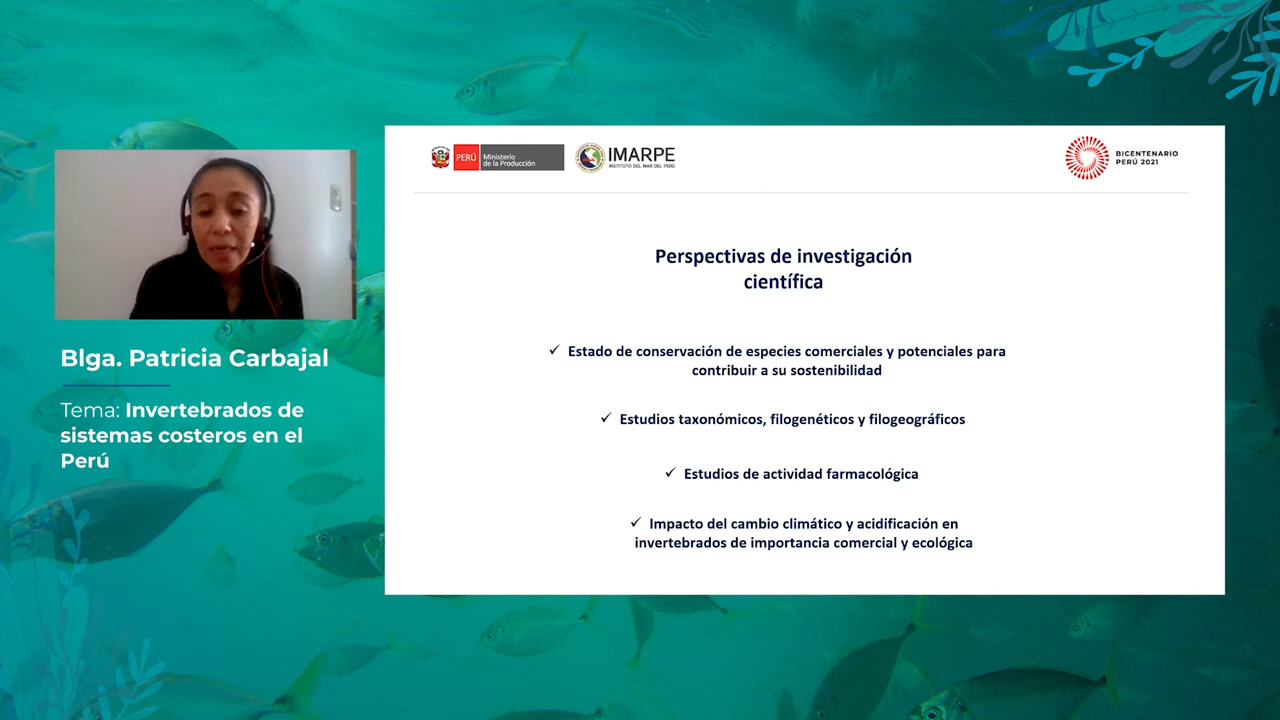 Blga. Patricia Carbajal
Tema: Invertebrados de
sistemas costeros en el
Perú
PERÚ
Ministerio
de la Producción
IMARPE
INSTITUTO DEL MAR DEL PERÚ
BICENTENARIO
PERÚ 2021
Perspectivas de investigación
científica
✓ Estado de conservación de especies comerciales y potenciales para
contribuir a su sostenibilidad
✓ Estudios taxonómicos, filogenéticos y filogeográficos
✓ Estudios de actividad farmacológica
✓ Impacto del cambio climático y acidificación en
invertebrados de importancia comercial y ecológica